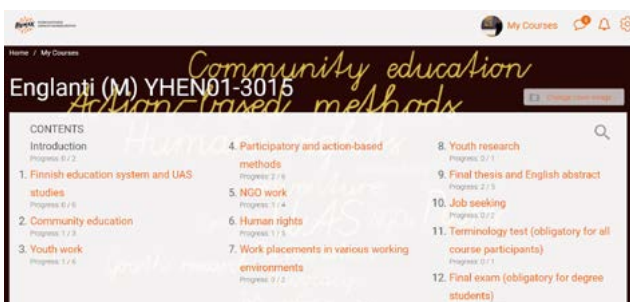 HUMAK
My Courses
Home / My Courses
Community education
Englanti (M) YHEN01-3015
Action-based methods
Change cover image
Human rights
CONTENTS
Introduction
Progress: 0 / 2
1. Finnish education system and UAS
studies
Progress: 6 / 6
2. Community education
Progress: 1 / 3
3. Youth work
Progress: 1 / 6
4. Participatory and action-based
methods
Progress: 2 / 6
5. NGO work
Progress: 1 / 4
6. Human rights
Progress: 1 / 5
7. Work placements in various working
environments
Progress: 0 / 2
8. Youth research
Progress: 0 / 1
9. Final thesis and English abstract
Progress: 2 / 5
10. Job seeking
Progress: 0 / 2
11. Terminology test (obligatory for all
course participants)
Progress: 0 / 1
12. Final exam (obligatory for degree
students)